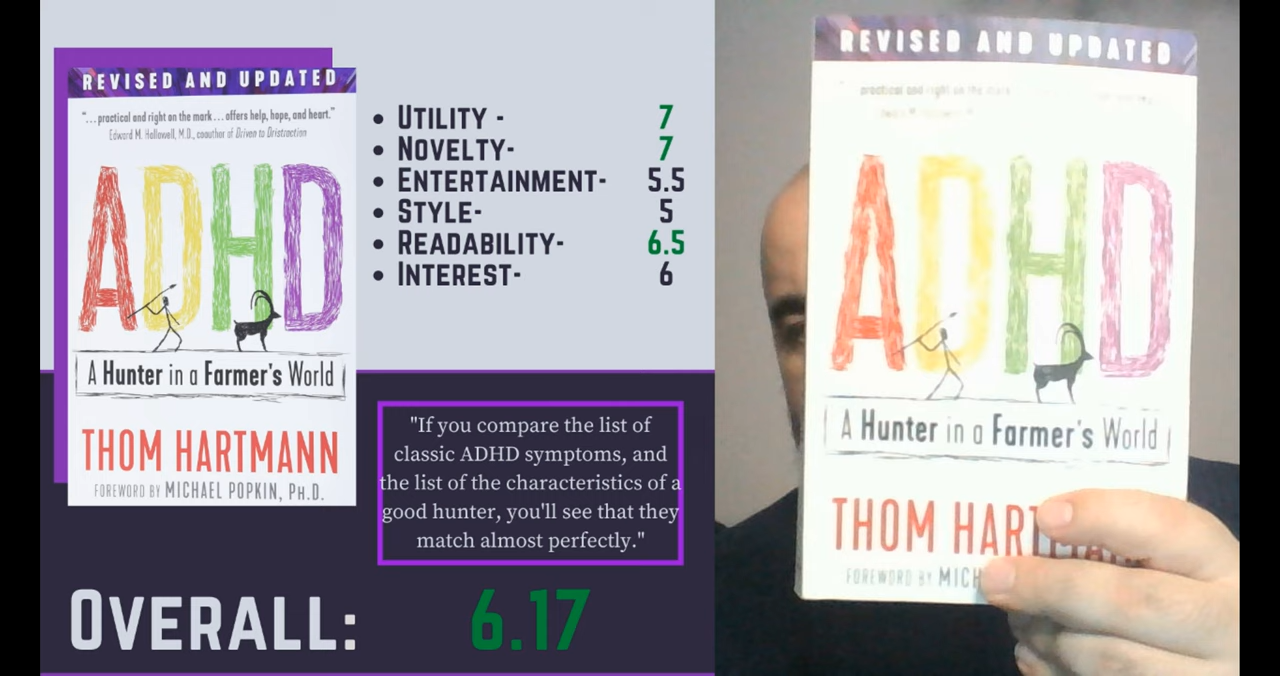 REVISED AND UPDATED
"...practical and right on the mark... offers help, hope, and heart."
Edward M. Hallowell, M.D., coauthor of Driven to Distraction
ADHD
A Hunter in a Farmer's World
THOM HARTMANN
FOREWORD BY MICHAEL POPKIN, PH.D.
• UTILITY - 7
• NOVELTY- 7
• ENTERTAINMENT- 5.5
• STYLE- 5
• READABILITY- 6.5
• INTEREST- 6
"If you compare the list of
classic ADHD symptoms, and
the list of the characteristics of a
good hunter, you'll see that they
match almost perfectly."
OVERALL: 6.17
REVISED AND UPDATED
practical and right on the mark
ADHD
A Hunter in a Farmer's World
THOM HART
FOREWORD BY MICH